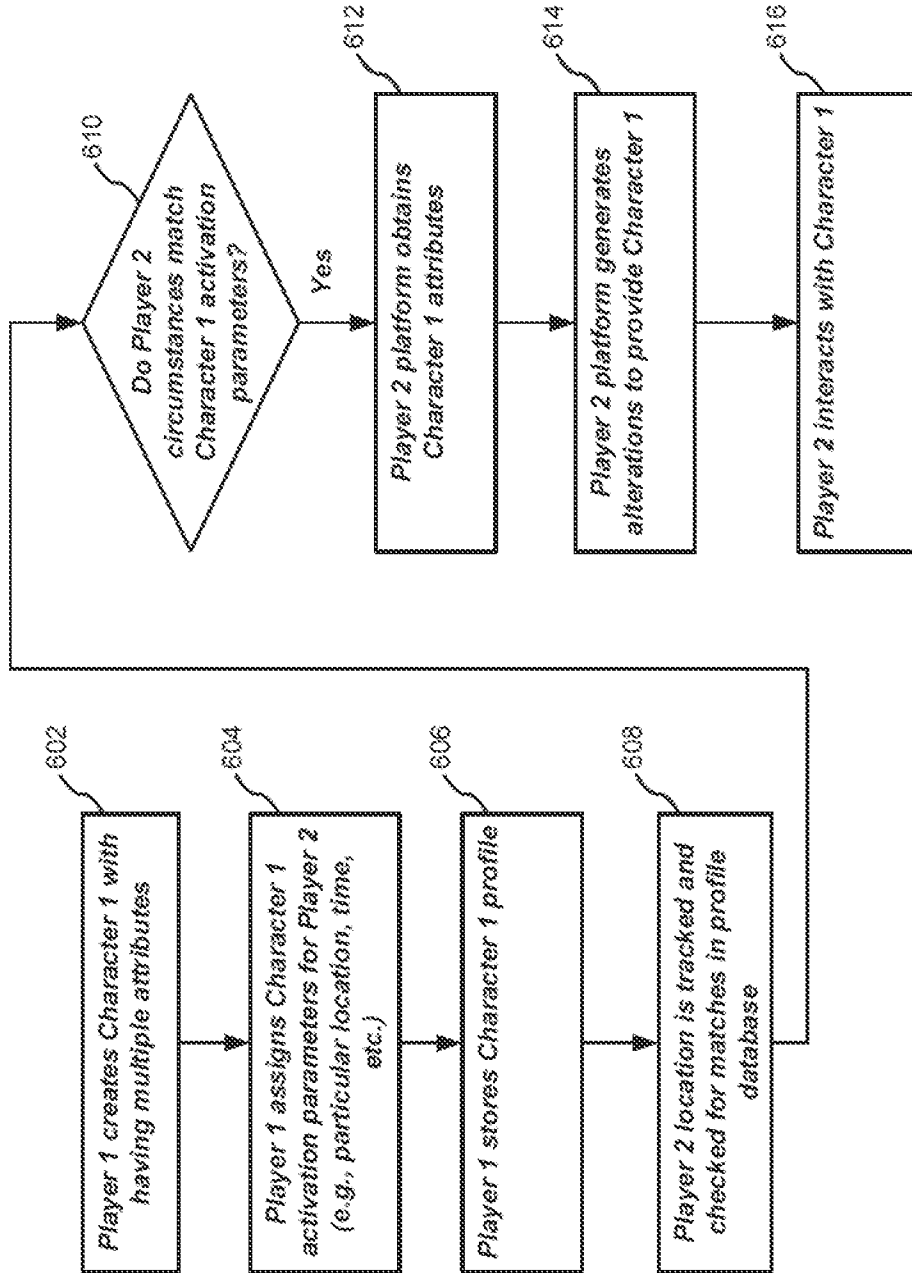 602
Player 1 creates Character 1 with
having multiple attributes
604
Player 1 assigns Character 1
activation parameters for Player 2
(e.g., particular location, time,
etc.)
606
Player 1 stores Character 1 profile
608
Player 2 location is tracked and
checked for matches in profile
database
610
Do Player 2
circumstances match
Character 1 activation
parameters?
Yes
612
Player 2 platform obtains
Character 1 attributes
614
Player 2 platform generates
alterations to provide Character 1
616
Player 2 interacts with Character 1